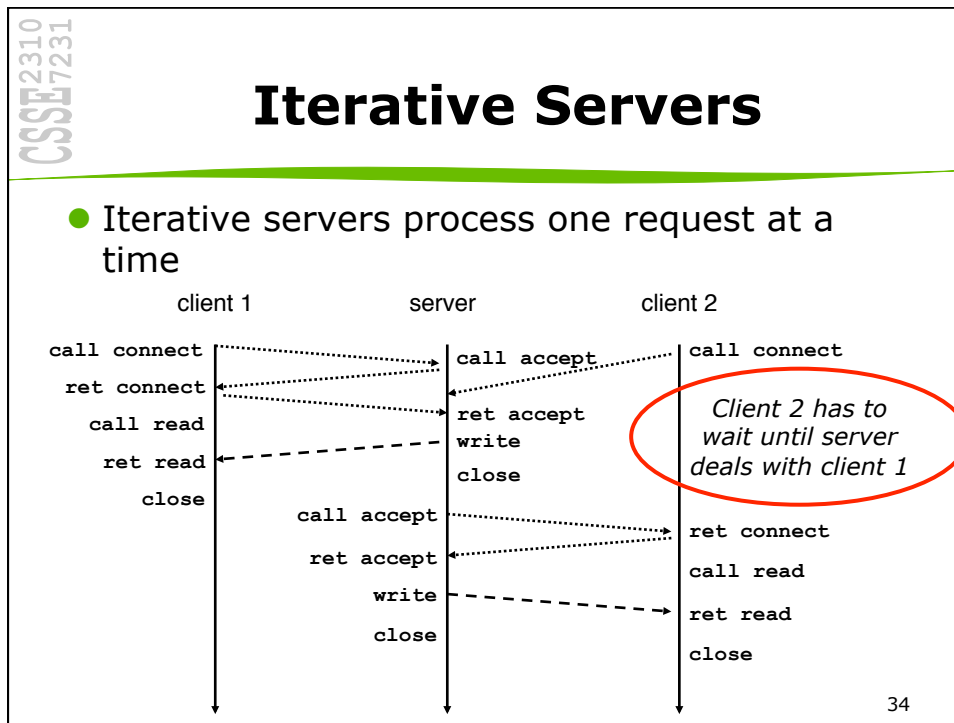 CSSE2310
CSSE7231
Iterative Servers
Iterative servers process one request at a
time
client 1
server
client 2
call connect
ret connect
call read
ret read
close
call accept
ret accept
write
close
call accept
ret accept
write
close
call connect
Client 2 has to
wait until server
deals with client 1
ret connect
call read
ret read
close
34